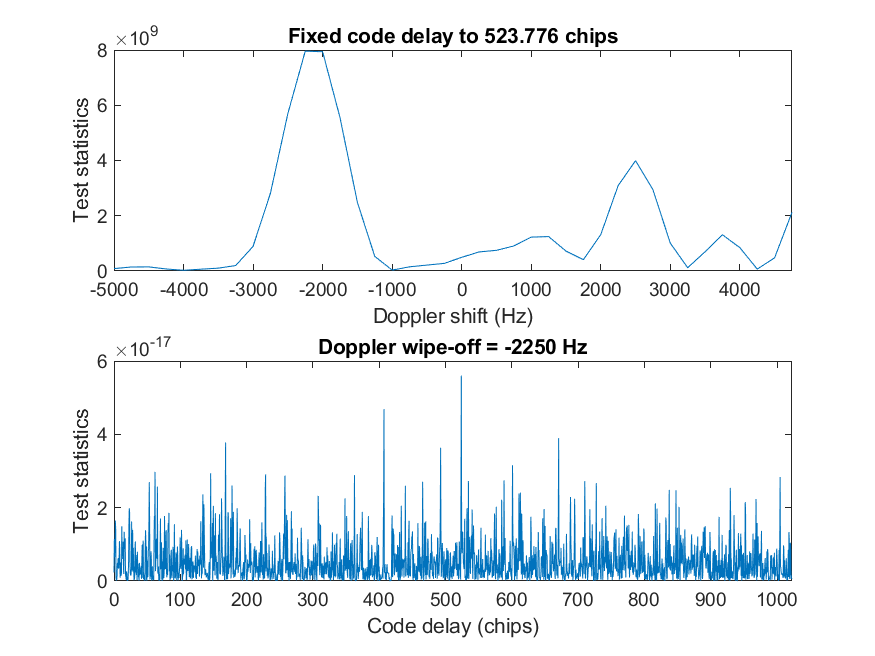 Fixed code delay to 523.776 chips
×10^9
8
6
4
2
0
Test statistics
-5000 -4000 -3000 -2000 -1000 0 1000 2000 3000 4000
Doppler shift (Hz)
Doppler wipe-off = -2250 Hz
×10^-17
6
4
2
0
Test statistics
0 100 200 300 400 500 600 700 800 900 1000
Code delay (chips)